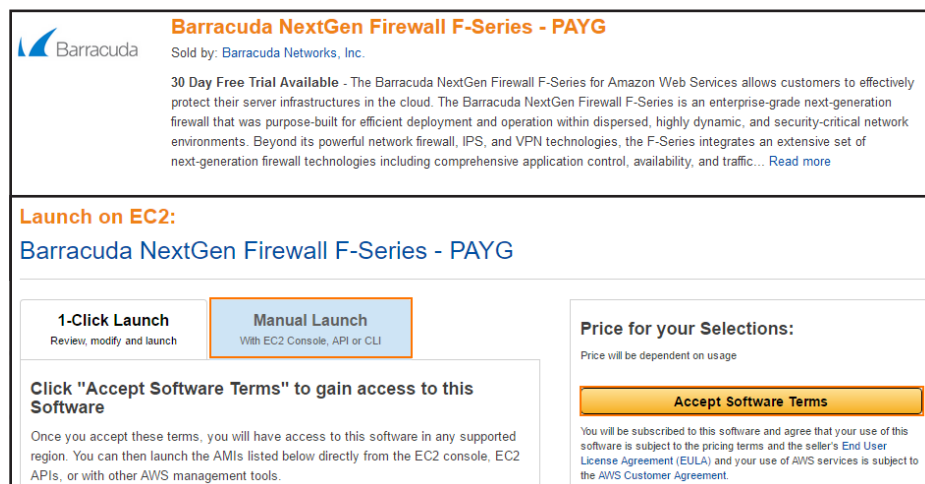 Barracuda
Barracuda NextGen Firewall F-Series - PAYG
Sold by: Barracuda Networks, Inc.
30 Day Free Trial Available - The Barracuda NextGen Firewall F-Series for Amazon Web Services allows customers to effectively
protect their server infrastructures in the cloud. The Barracuda NextGen Firewall F-Series is an enterprise-grade next-generation
firewall that was purpose-built for efficient deployment and operation within dispersed, highly dynamic, and security-critical network
environments. Beyond its powerful network firewall, IPS, and VPN technologies, the F-Series integrates an extensive set of
next-generation firewall technologies including comprehensive application control, availability, and traffic... Read more
Launch on EC2:
Barracuda NextGen Firewall F-Series - PAYG
1-Click Launch
Review, modify and launch
Manual Launch
With EC2 Console, API or CLI
Click "Accept Software Terms" to gain access to this
Software
Once you accept these terms, you will have access to this software in any supported
region. You can then launch the AMIs listed below directly from the EC2 console, EC2
APIs, or with other AWS management tools.
Price for your Selections:
Price will be dependent on usage
Accept Software Terms
You will be subscribed to this software and agree that your use of this
software is subject to the pricing terms and the seller's End User
License Agreement (EULA) and your use of AWS services is subject to
the AWS Customer Agreement.